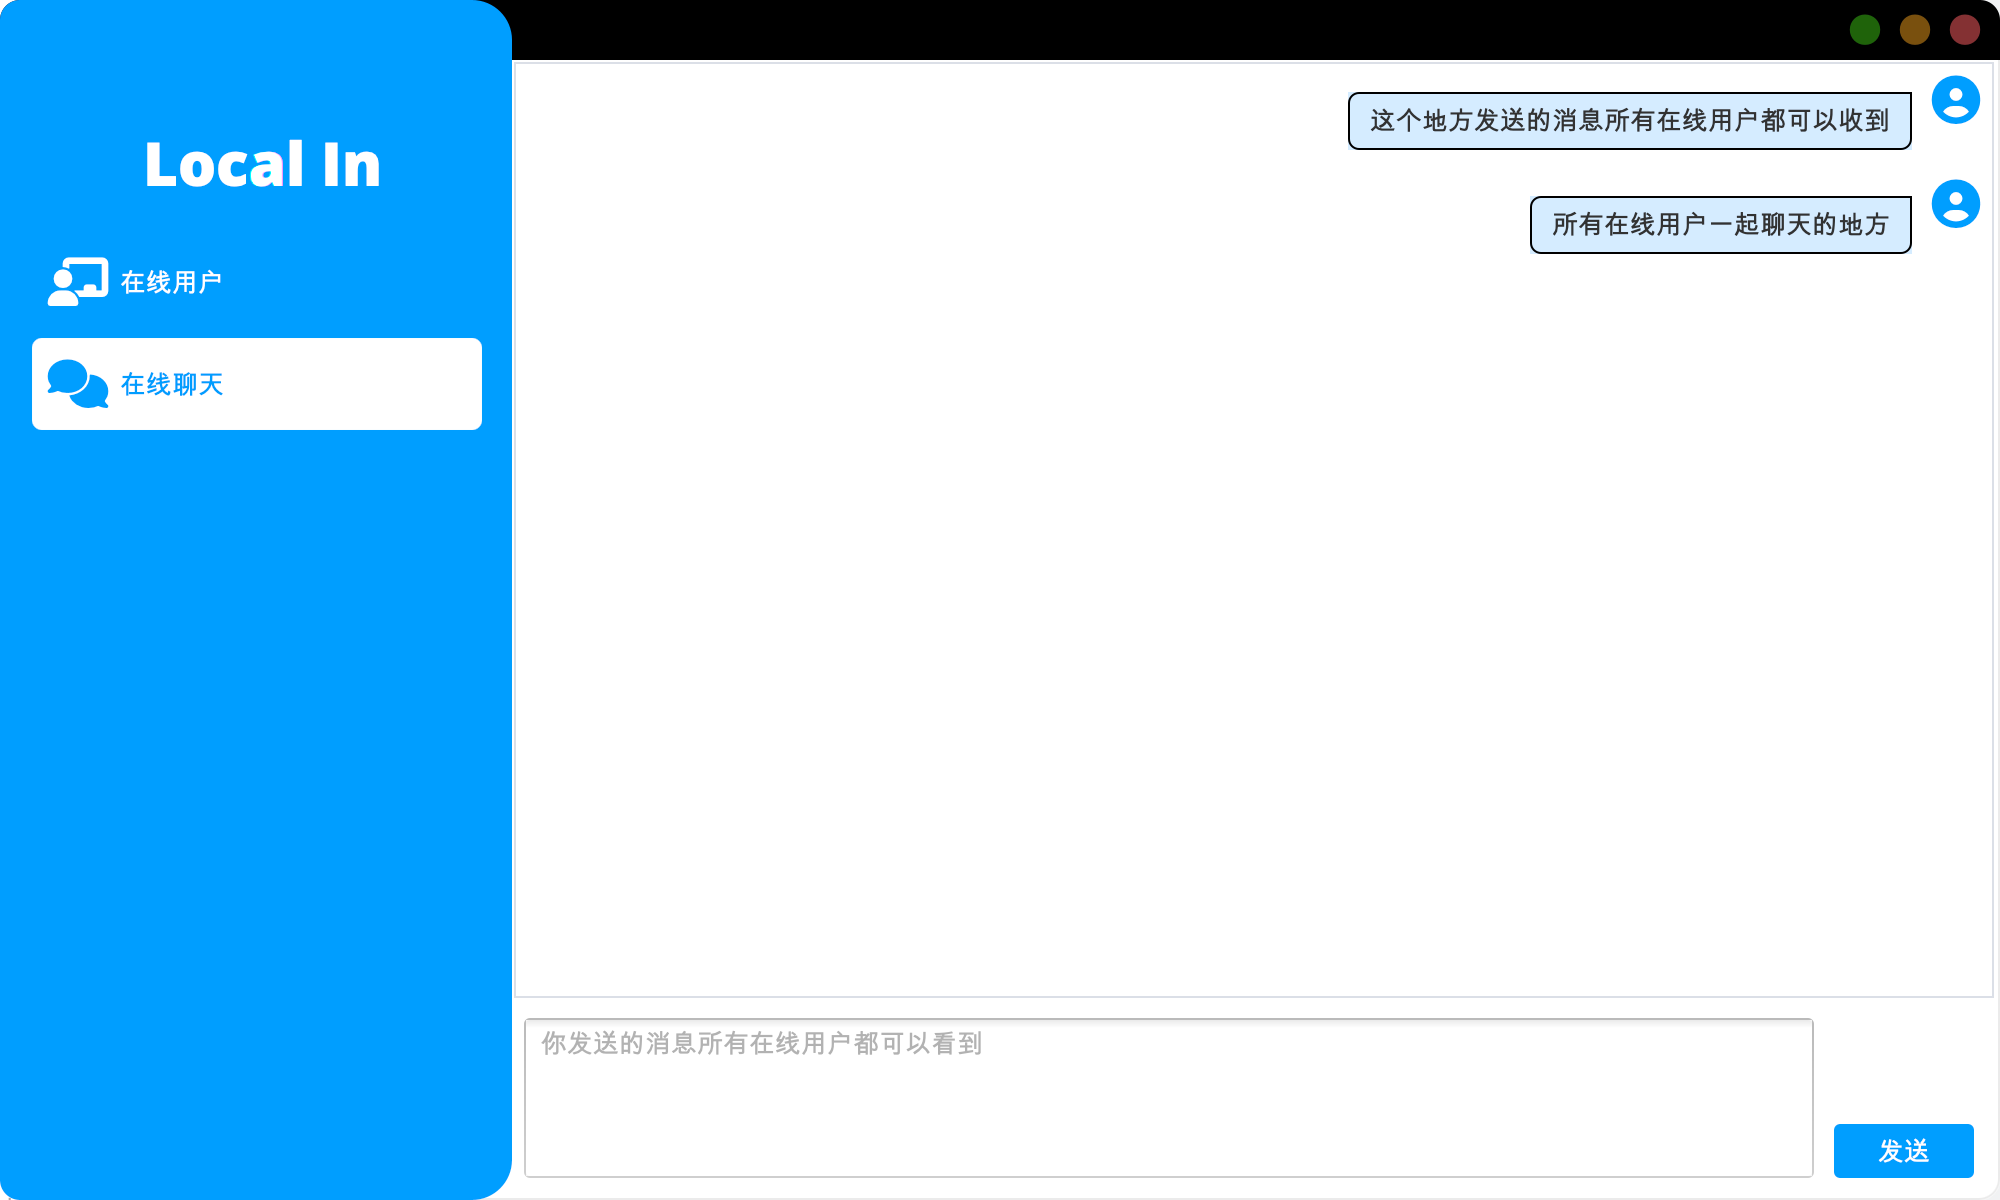 Local In
在线用户
在线聊天
这个地方发送的消息所有在线用户都可以收到
所有在线用户一起聊天的地方
你发送的消息所有在线用户都可以看到
发送